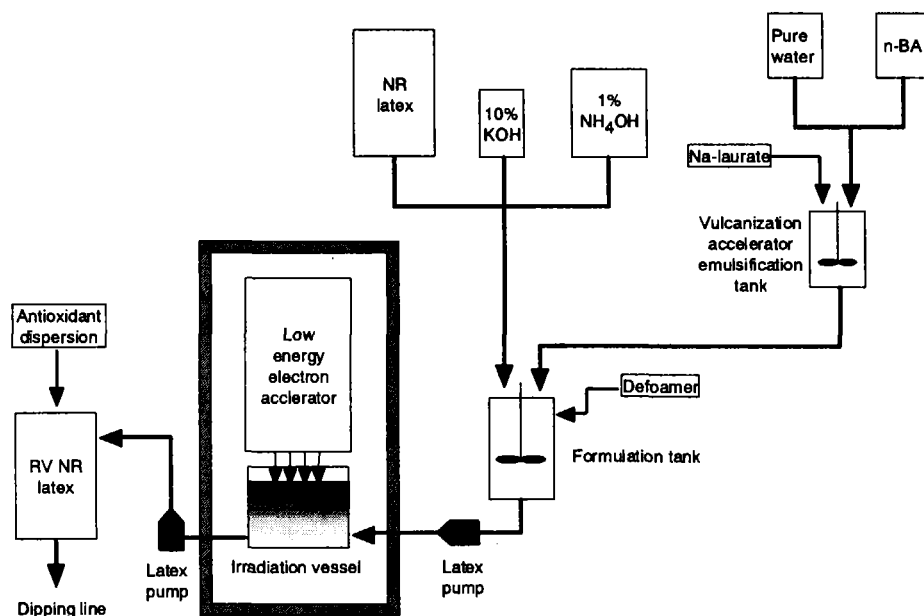 Pure
water
n-BA
NR
latex
10%
KOH
1%
NH4OH
Na-laurate
Vulcanization
accelerator
emulsification
tank
Antioxidant
dispersion
Low
energy
electron
acclerator
Defoamer
Formulation tank
RV NR
latex
Latex
pump
Irradiation vessel
Latex
pump
Dipping line